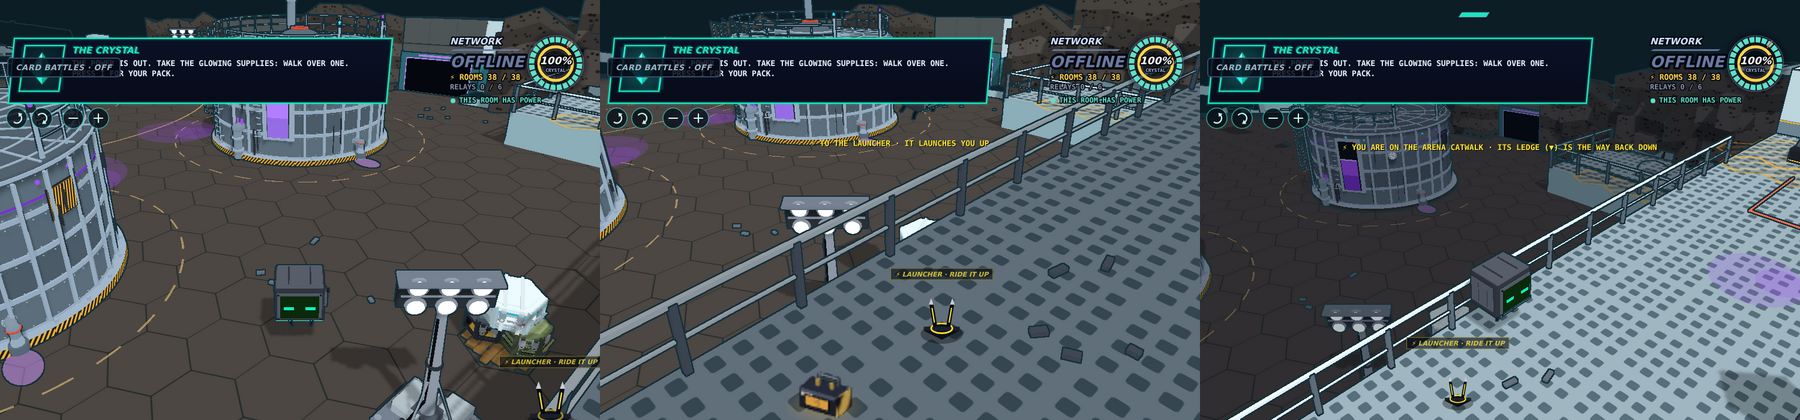 THE CRYSTAL
IS OUT. TAKE THE GLOWING SUPPLIES: WALK OVER ONE.
CARD BATTLES · OFF
R YOUR PACK.
NETWORK
OFFLINE
⚡ ROOMS 38 / 38
RELAYS 0 / 6
THIS ROOM HAS POWER
100%
CRYSTAL
⚡ LAUNCHER · RIDE IT UP
THE CRYSTAL
IS OUT. TAKE THE GLOWING SUPPLIES: WALK OVER ONE.
CARD BATTLES · OFF
R YOUR PACK.
NETWORK
OFFLINE
⚡ ROOMS 38 / 38
RELAYS 0 / 6
THIS ROOM HAS POWER
100%
CRYSTAL
TO THE LAUNCHER · IT LAUNCHES YOU UP
⚡ LAUNCHER · RIDE IT UP
THE CRYSTAL
IS OUT. TAKE THE GLOWING SUPPLIES: WALK OVER ONE.
CARD BATTLES · OFF
R YOUR PACK.
NETWORK
OFFLINE
⚡ ROOMS 38 / 38
RELAYS 0 / 6
THIS ROOM HAS POWER
100%
CRYSTAL
⚡ YOU ARE ON THE ARENA CATWALK · ITS LEDGE (▼) IS THE WAY BACK DOWN
⚡ LAUNCHER · RIDE IT UP